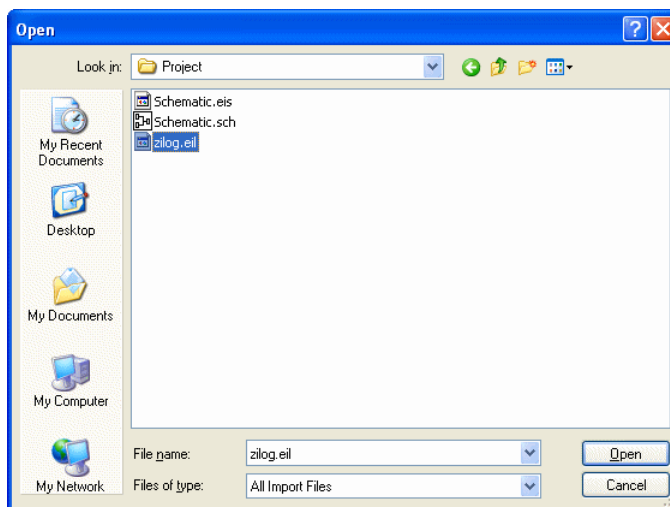 Open
Look in: Project
Schematic.eis
Schematic.sch
zilog.eil
My Recent
Documents
Desktop
My Documents
My Computer
My Network
File name: zilog.eil Open
Files of type: All Import Files Cancel